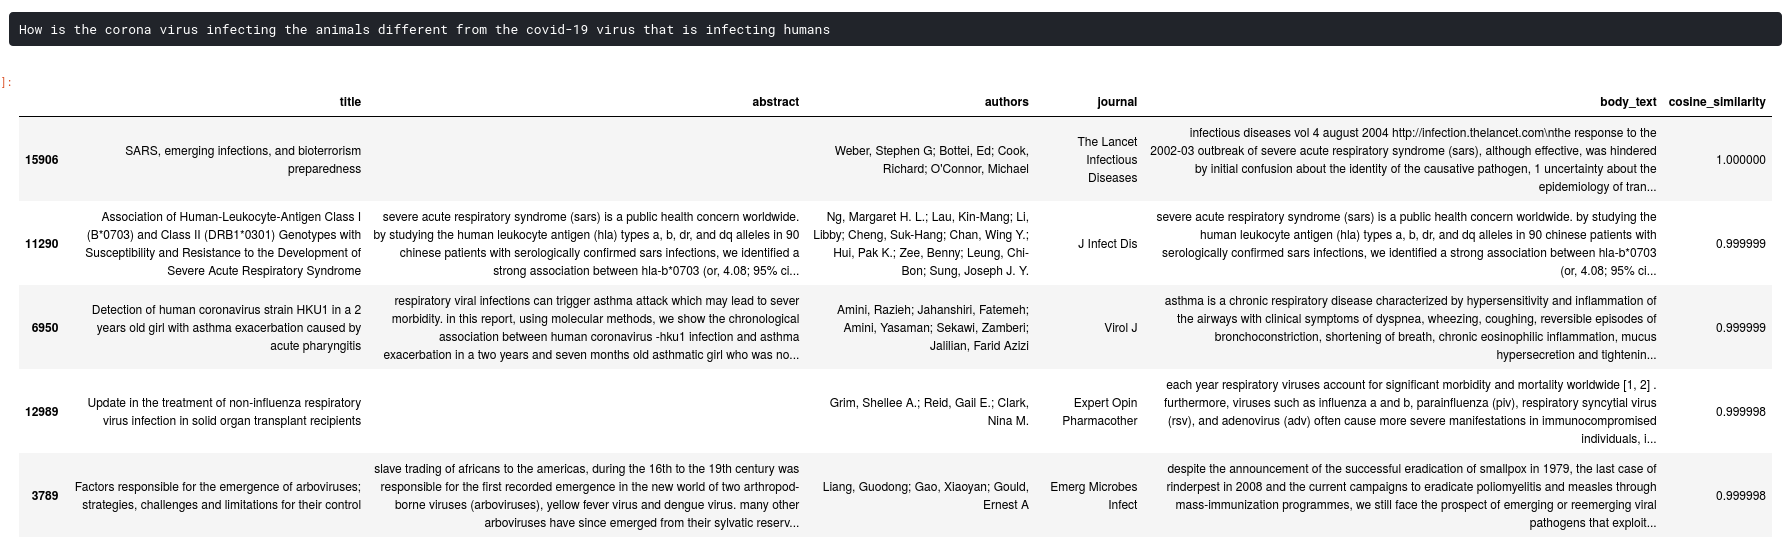 How is the corona virus infecting the animals different from the covid-19 virus that is infecting humans
]:
title abstract authors journal body_text cosine_similarity
15906
SARS, emerging infections, and bioterrorism
preparedness
Weber, Stephen G; Bottei, Ed; Cook,
Richard; O'Connor, Michael
The Lancet
Infectious
Diseases
infectious diseases vol 4 august 2004 http://infection.thelancet.com\nthe response to the
2002-03 outbreak of severe acute respiratory syndrome (sars), although effective, was hindered
by initial confusion about the identity of the causative pathogen, 1 uncertainty about the
epidemiology of tran...
1.000000
11290
Association of Human-Leukocyte-Antigen Class I
(B*0703) and Class II (DRB1*0301) Genotypes with
Susceptibility and Resistance to the Development of
Severe Acute Respiratory Syndrome
severe acute respiratory syndrome (sars) is a public health concern worldwide.
by studying the human leukocyte antigen (hla) types a, b, dr, and dq alleles in 90
chinese patients with serologically confirmed sars infections, we identified a
strong association between hla-b*0703 (or, 4.08; 95% ci...
Ng, Margaret H. L.; Lau, Kin-Mang; Li,
Libby; Cheng, Suk-Hang; Chan, Wing Y.;
Hui, Pak K.; Zee, Benny; Leung, Chi-
Bon; Sung, Joseph J. Y.
J Infect Dis
severe acute respiratory syndrome (sars) is a public health concern worldwide. by studying the
human leukocyte antigen (hla) types a, b, dr, and dq alleles in 90 chinese patients with
serologically confirmed sars infections, we identified a strong association between hla-b*0703
(or, 4.08; 95% ci...
0.999999
6950
Detection of human coronavirus strain HKU1 in a 2
years old girl with asthma exacerbation caused by
acute pharyngitis
respiratory viral infections can trigger asthma attack which may lead to sever
morbidity. in this report, using molecular methods, we show the chronological
association between human coronavirus -hku1 infection and asthma
exacerbation in a two years and seven months old asthmatic girl who was no...
Amini, Razieh; Jahanshiri, Fatemeh;
Amini, Yasaman; Sekawi, Zamberi;
Jalilian, Farid Azizi
Virol J
asthma is a chronic respiratory disease characterized by hypersensitivity and inflammation of
the airways with clinical symptoms of dyspnea, wheezing, coughing, reversible episodes of
bronchoconstriction, shortening of breath, chronic eosinophilic inflammation, mucus
hypersecretion and tightenin...
0.999999
12989
Update in the treatment of non-influenza respiratory
virus infection in solid organ transplant recipients
Grim, Shellee A.; Reid, Gail E.; Clark,
Nina M.
Expert Opin
Pharmacother
each year respiratory viruses account for significant morbidity and mortality worldwide [1, 2] .
furthermore, viruses such as influenza a and b, parainfluenza (piv), respiratory syncytial virus
(rsv), and adenovirus (adv) often cause more severe manifestations in immunocompromised
individuals, i...
0.999998
3789
Factors responsible for the emergence of arboviruses;
strategies, challenges and limitations for their control
slave trading of africans to the americas, during the 16th to the 19th century was
responsible for the first recorded emergence in the new world of two arthropod-
borne viruses (arboviruses), yellow fever virus and dengue virus. many other
arboviruses have since emerged from their sylvatic reserv...
Liang, Guodong; Gao, Xiaoyan; Gould,
Ernest A
Emerg Microbes
Infect
despite the announcement of the successful eradication of smallpox in 1979, the last case of
rinderpest in 2008 and the current campaigns to eradicate poliomyelitis and measles through
mass-immunization programmes, we still face the prospect of emerging or reemerging viral
pathogens that exploit...
0.999998